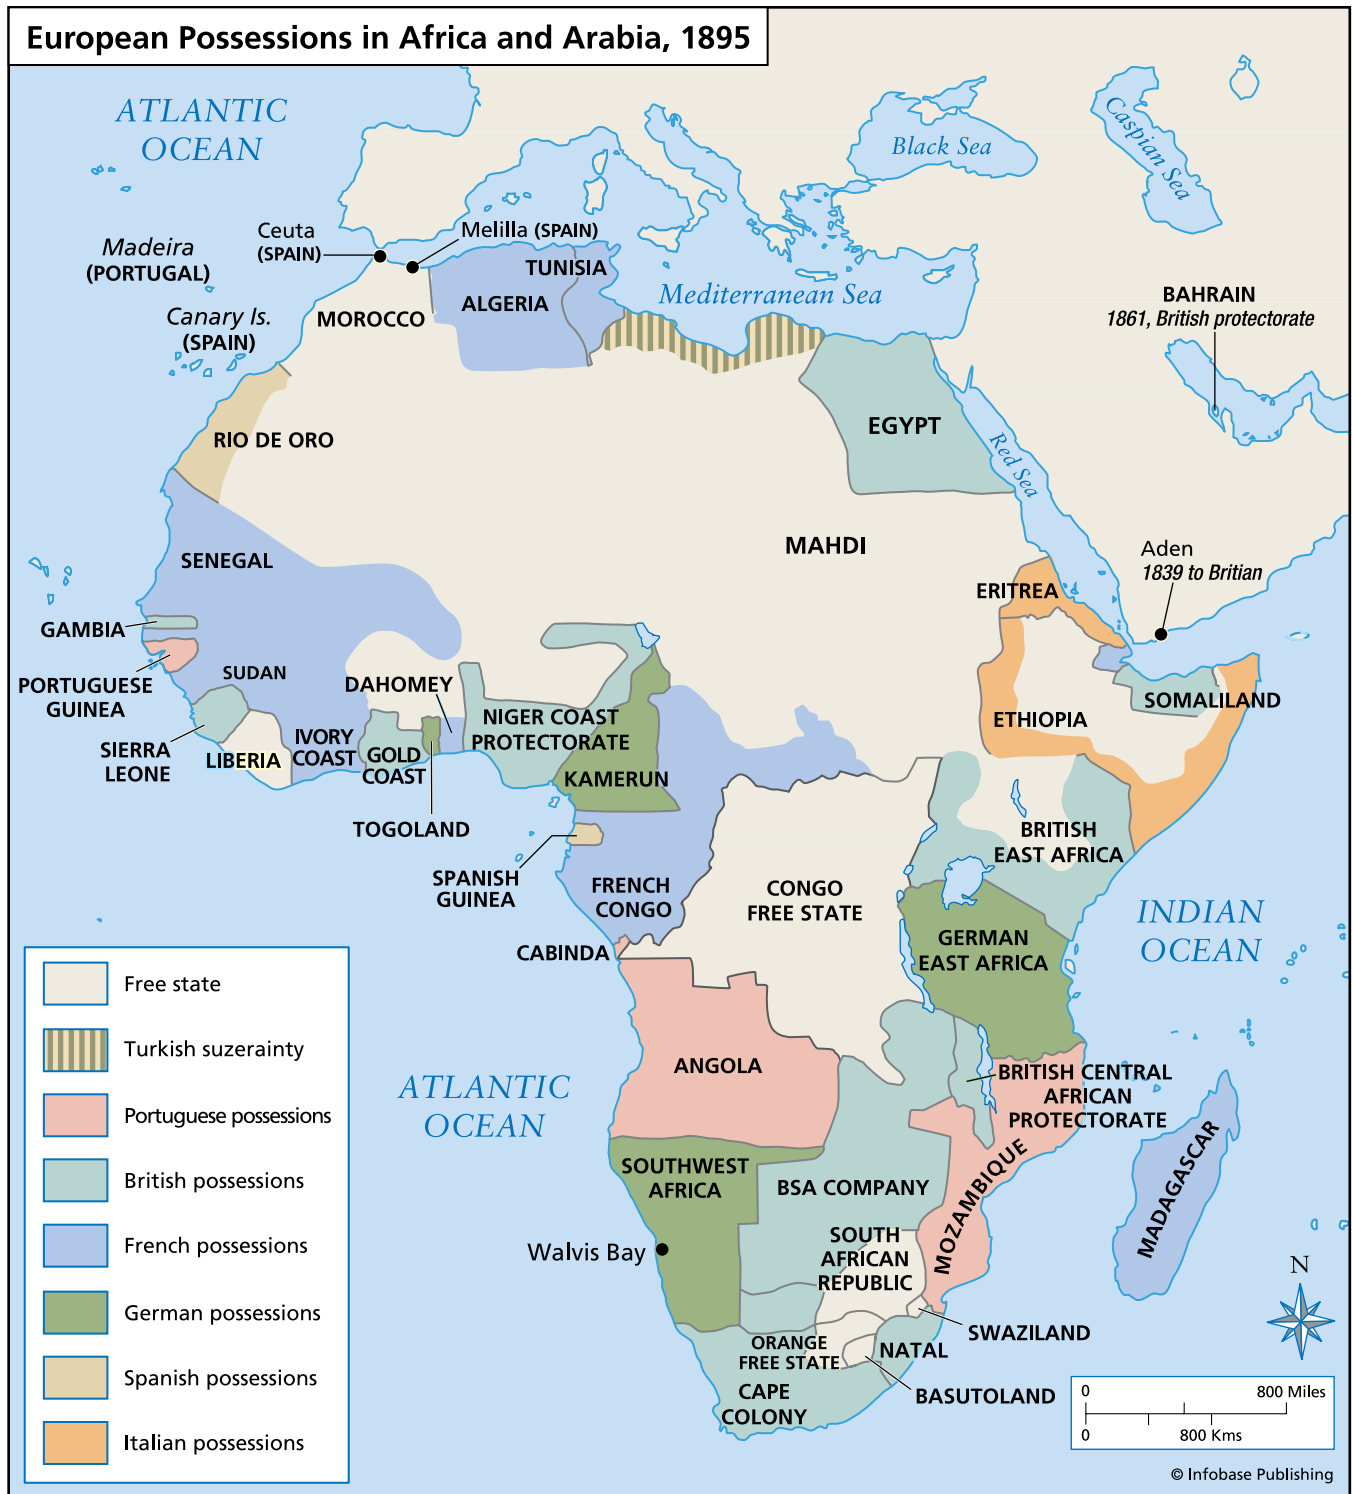 European Possessions in Africa and Arabia, 1895
ATLANTIC
OCEAN
Black Sea
Caspian Sea
Ceuta
(SPAIN)
Melilla (SPAIN)
Madeira
(PORTUGAL)
TUNISIA
Mediterranean Sea
ALGERIA
BAHRAIN
1861, British protectorate
Canary Is.
(SPAIN)
MOROCCO
EGYPT
Red Sea
RIO DE ORO
MAHDI
Aden
1839 to Britian
SENEGAL
ERITREA
GAMBIA
SUDAN
DAHOMEY
PORTUGUESE
GUINEA
SOMALILAND
NIGER COAST
PROTECTORATE
ETHIOPIA
SIERRA
LEONE
LIBERIA
IVORY
COAST
GOLD
COAST
KAMERUN
TOGOLAND
BRITISH
EAST AFRICA
SPANISH
GUINEA
FRENCH
CONGO
CONGO
FREE STATE
INDIAN
OCEAN
CABINDA
GERMAN
EAST AFRICA
Free state
Turkish suzerainty
Portuguese possessions
British possessions
French possessions
German possessions
Spanish possessions
Italian possessions
ATLANTIC
OCEAN
ANGOLA
BRITISH CENTRAL
AFRICAN
PROTECTORATE
SOUTHWEST
AFRICA
BSA COMPANY
MOZAMBIQUE
MADAGASCAR
Walvis Bay
SOUTH
AFRICAN
REPUBLIC
N
SWAZILAND
ORANGE
FREE STATE
NATAL
BASUTOLAND
CAPE
COLONY
0 800 Miles
0 800 Kms
© Infobase Publishing